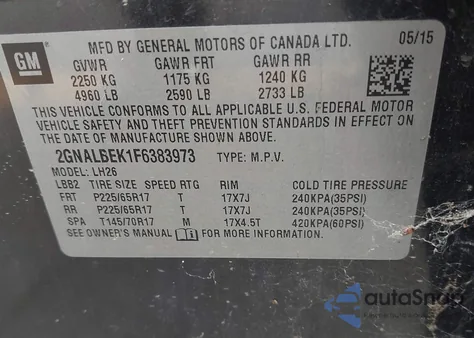 GM
MFD BY GENERAL MOTORS OF CANADA LTD. 05/15
GVWR GAWR FRT GAWR RR
2250 KG 1175 KG 1240 KG
4960 LB 2590 LB 2733 LB
THIS VEHICLE CONFORMS TO ALL APPLICABLE U.S. FEDERAL MOTOR
VEHICLE SAFETY AND THEFT PREVENTION STANDARDS IN EFFECT ON
THE DATE OF MANUFACTURE SHOWN ABOVE.
2GNALBEK1F6383973 TYPE: M.P.V.
MODEL: LH26
LBB2 TIRE SIZE SPEED RTG RIM COLD TIRE PRESSURE
FRT P225/65R17 T 17X7J 240KPA(35PSI)
RR P225/65R17 T 17X7J 240KPA(35PSI)
SPA T145/70R17 M 17X4.5T 420KPA(60PSI)
SEE OWNER'S MANUAL FOR MORE INFORMATION
autoSnap